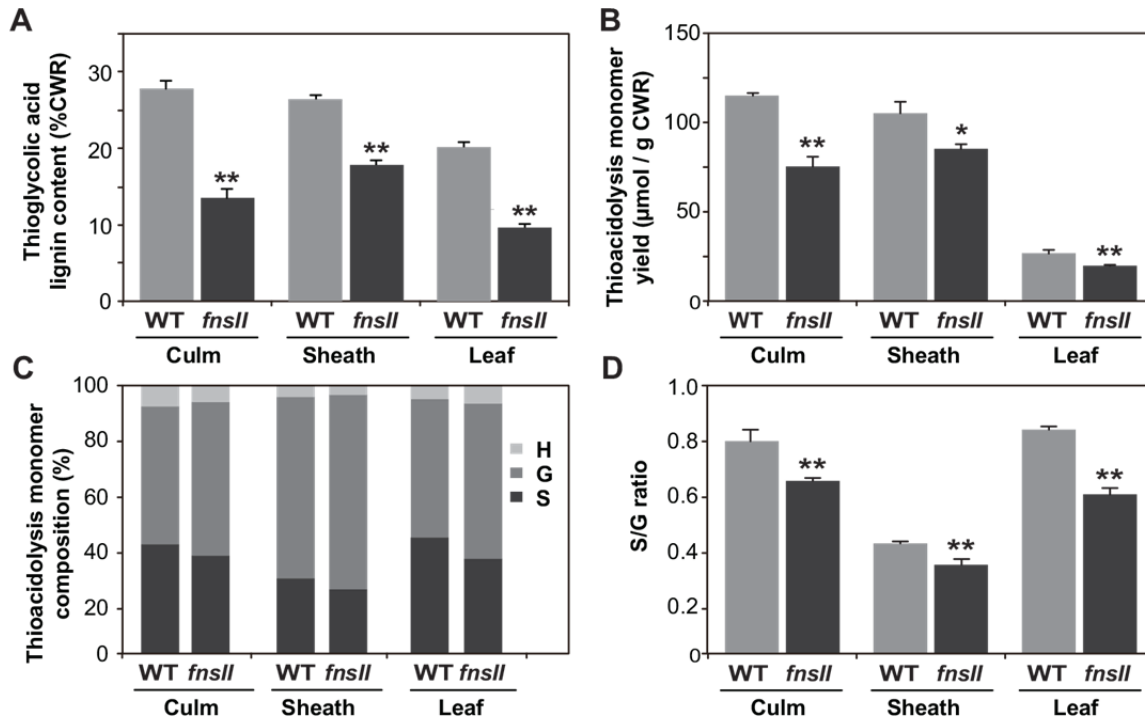 A
Thioglycolic acid
lignin content (%CWR)
30
20
10
0
**
**
**
WT fnsII WT fnsII WT fnsII
Culm Sheath Leaf
B
Thioacidolysis monomer
yield (µmol / g CWR)
150
100
50
0
**
*
**
WT fnsII WT fnsII WT fnsII
Culm Sheath Leaf
C
Thioacidolysis monomer
composition (%)
100
80
60
40
20
0
H
G
S
WT fnsII WT fnsII WT fnsII
Culm Sheath Leaf
D
S/G ratio
1.0
0.8
0.6
0.4
0.2
0
**
**
**
WT fnsII WT fnsII WT fnsII
Culm Sheath Leaf